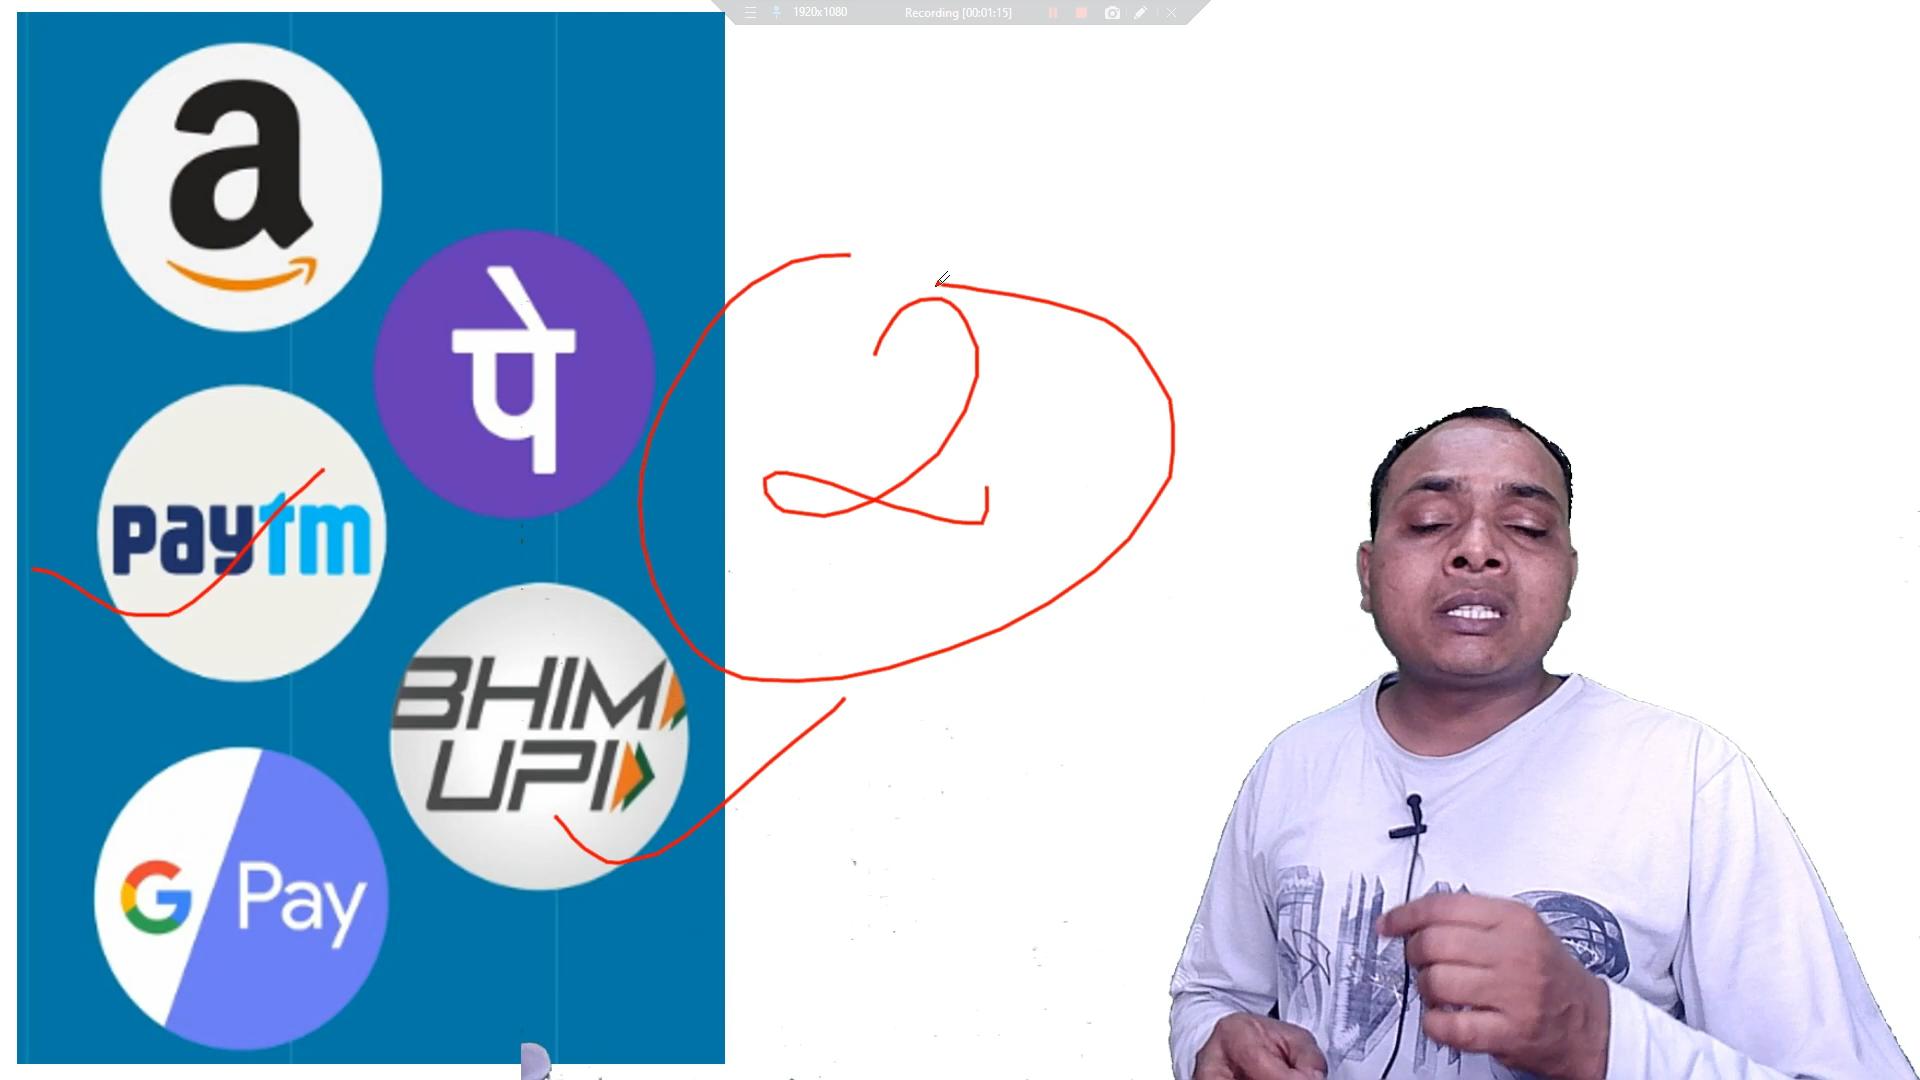 1920x1080
Recording [00:01:15]
a
पे
paytm
BHIM
UPI
G Pay
2